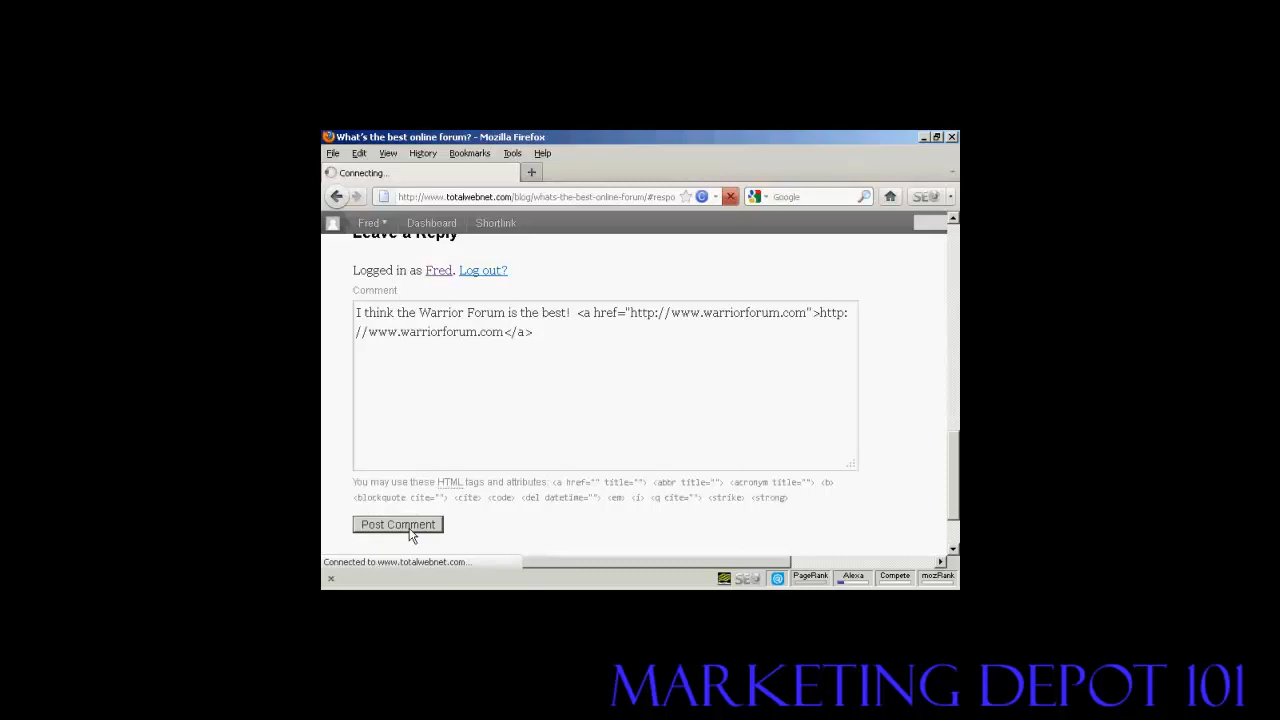 What's the best online forum? - Mozilla Firefox
File Edit View History Bookmarks Tools Help
Connecting...
http://www.totalwebnet.com/blog/whats-the-best-online-forum/#respo
Google
SEO
Fred Dashboard Shortlink
Leave a Reply
Logged in as Fred. Log out?
Comment
I think the Warrior Forum is the best! <a href="http://www.warriorforum.com">http:
//www.warriorforum.com</a>
You may use these HTML tags and attributes: <a href="" title=""> <abbr title=""> <acronym title=""> <b>
<blockquote cite=""> <cite> <code> <del datetime=""> <em> <i> <q cite=""> <strike> <strong>
Post Comment
Connected to www.totalwebnet.com...
SEO PageRank Alexa Compete mozRank
MARKETING DEPOT 101